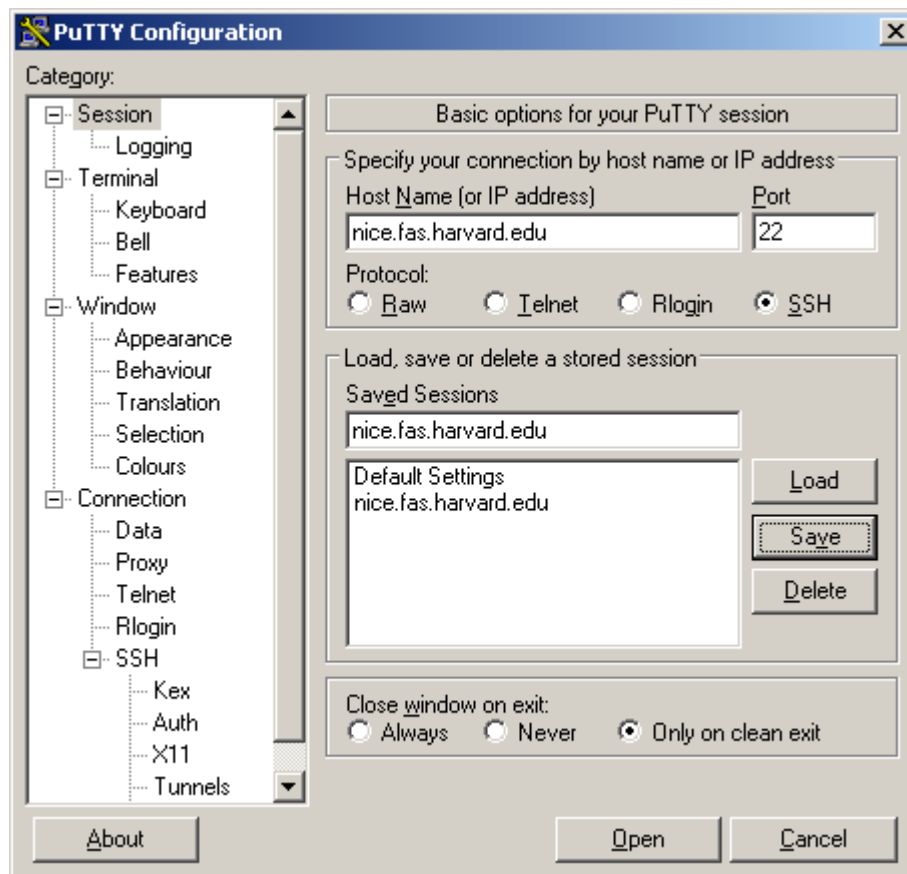 PuTTY Configuration
Category:
Session
Logging
Terminal
Keyboard
Bell
Features
Window
Appearance
Behaviour
Translation
Selection
Colours
Connection
Data
Proxy
Telnet
Rlogin
SSH
Kex
Auth
X11
Tunnels
Basic options for your PuTTY session
Specify your connection by host name or IP address
Host Name (or IP address) Port
nice.fas.harvard.edu 22
Protocol:
Raw Telnet Rlogin SSH
Load, save or delete a stored session
Saved Sessions
nice.fas.harvard.edu
Default Settings
nice.fas.harvard.edu
Load
Save
Delete
Close window on exit:
Always Never Only on clean exit
About Open Cancel